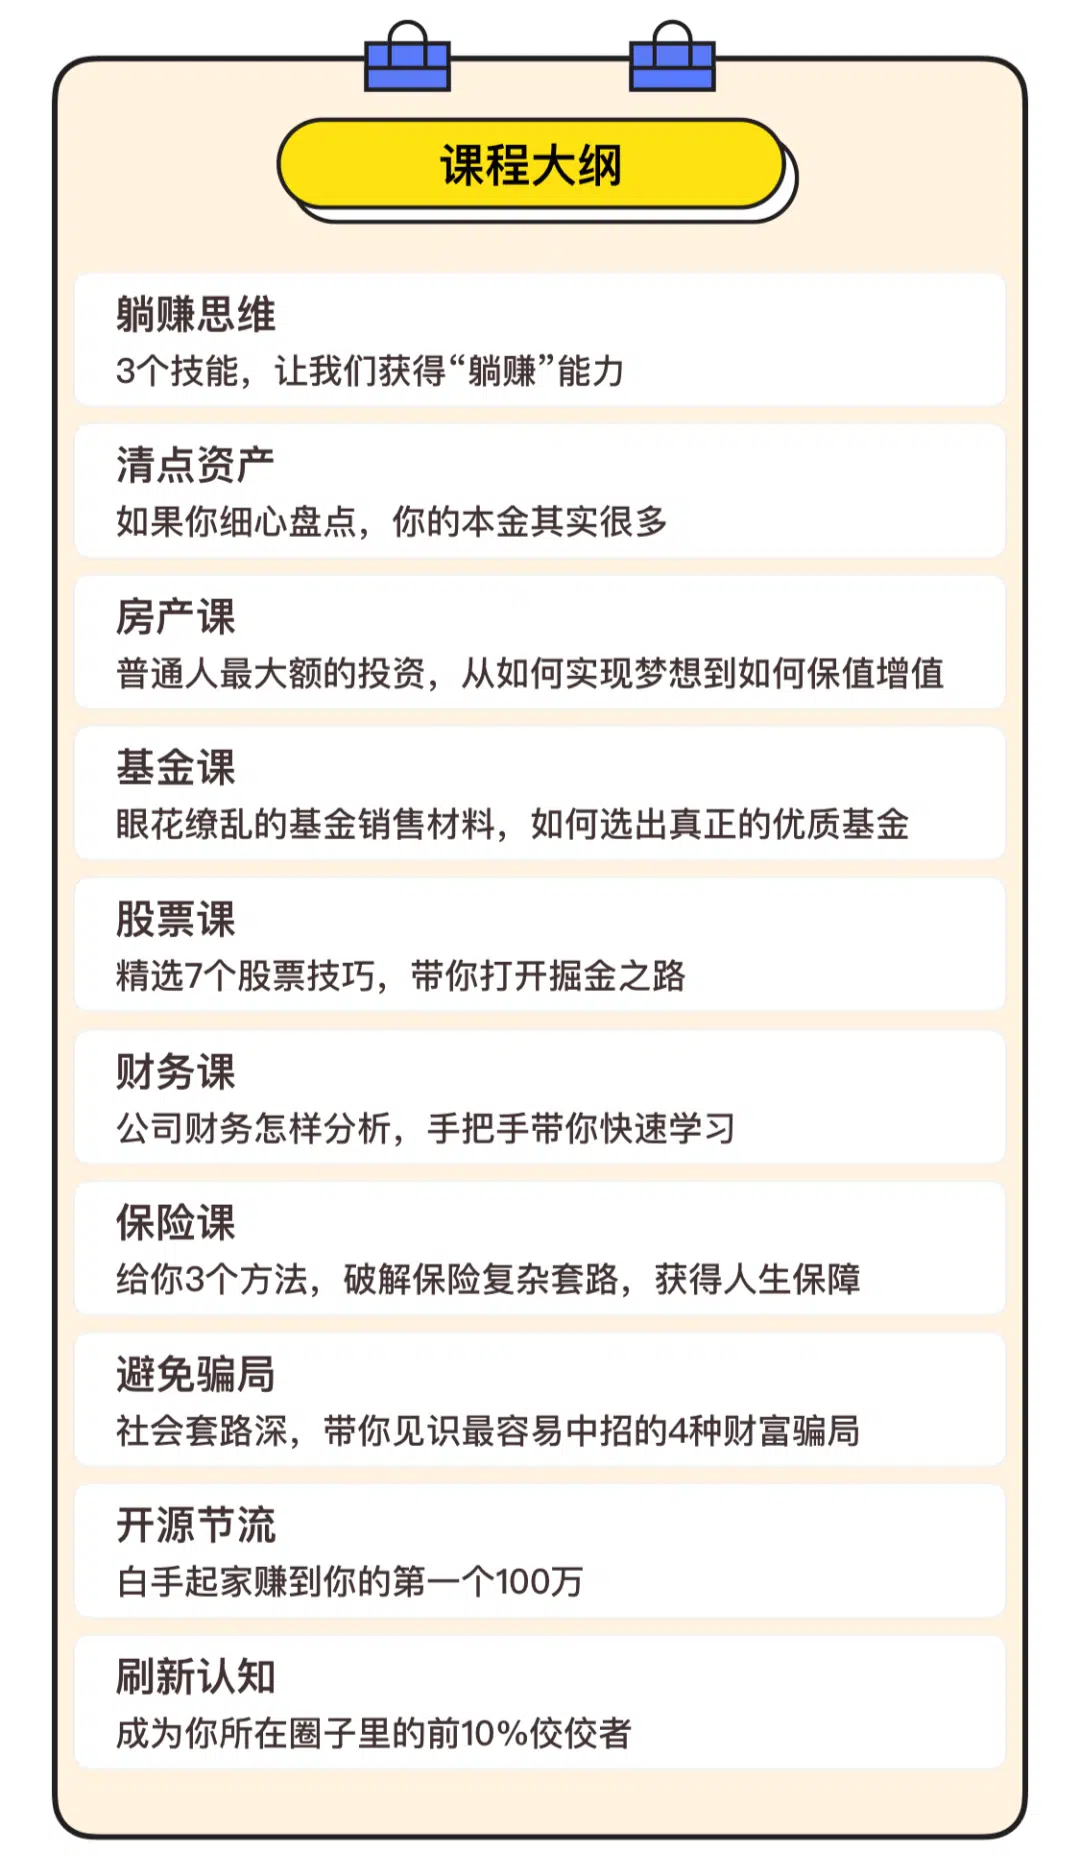 课程大纲
躺赚思维
3个技能，让我们获得“躺赚”能力
清点资产
如果你细心盘点，你的本金其实很多
房产课
普通人最大额的投资，从如何实现梦想到如何保值增值
基金课
眼花缭乱的基金销售材料，如何选出真正的优质基金
股票课
精选7个股票技巧，带你打开掘金之路
财务课
公司财务怎样分析，手把手带你快速学习
保险课
给你3个方法，破解保险复杂套路，获得人生保障
避免骗局
社会套路深，带你见识最容易中招的4种财富骗局
开源节流
白手起家赚到你的第一个100万
刷新认知
成为你所在圈子里的前10%佼佼者